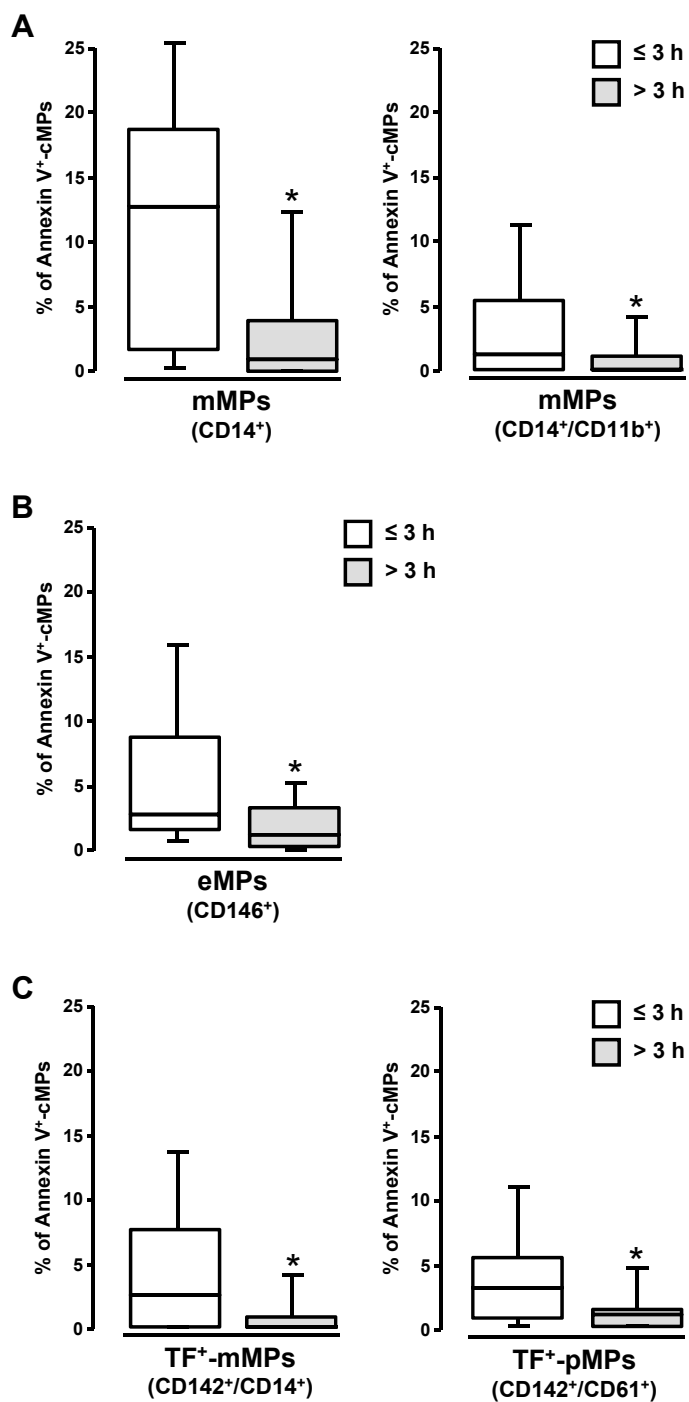 A
% of Annexin V⁺-cMPs
25
20
15
10
5
0
*
mMPs
(CD14⁺)
% of Annexin V⁺-cMPs
25
20
15
10
5
0
*
≤ 3 h
> 3 h
mMPs
(CD14⁺/CD11b⁺)
B
% of Annexin V⁺-cMPs
25
20
15
10
5
0
*
≤ 3 h
> 3 h
eMPs
(CD146⁺)
C
% of Annexin V⁺-cMPs
25
20
15
10
5
0
*
TF⁺-mMPs
(CD142⁺/CD14⁺)
% of Annexin V⁺-cMPs
25
20
15
10
5
0
*
≤ 3 h
> 3 h
TF⁺-pMPs
(CD142⁺/CD61⁺)